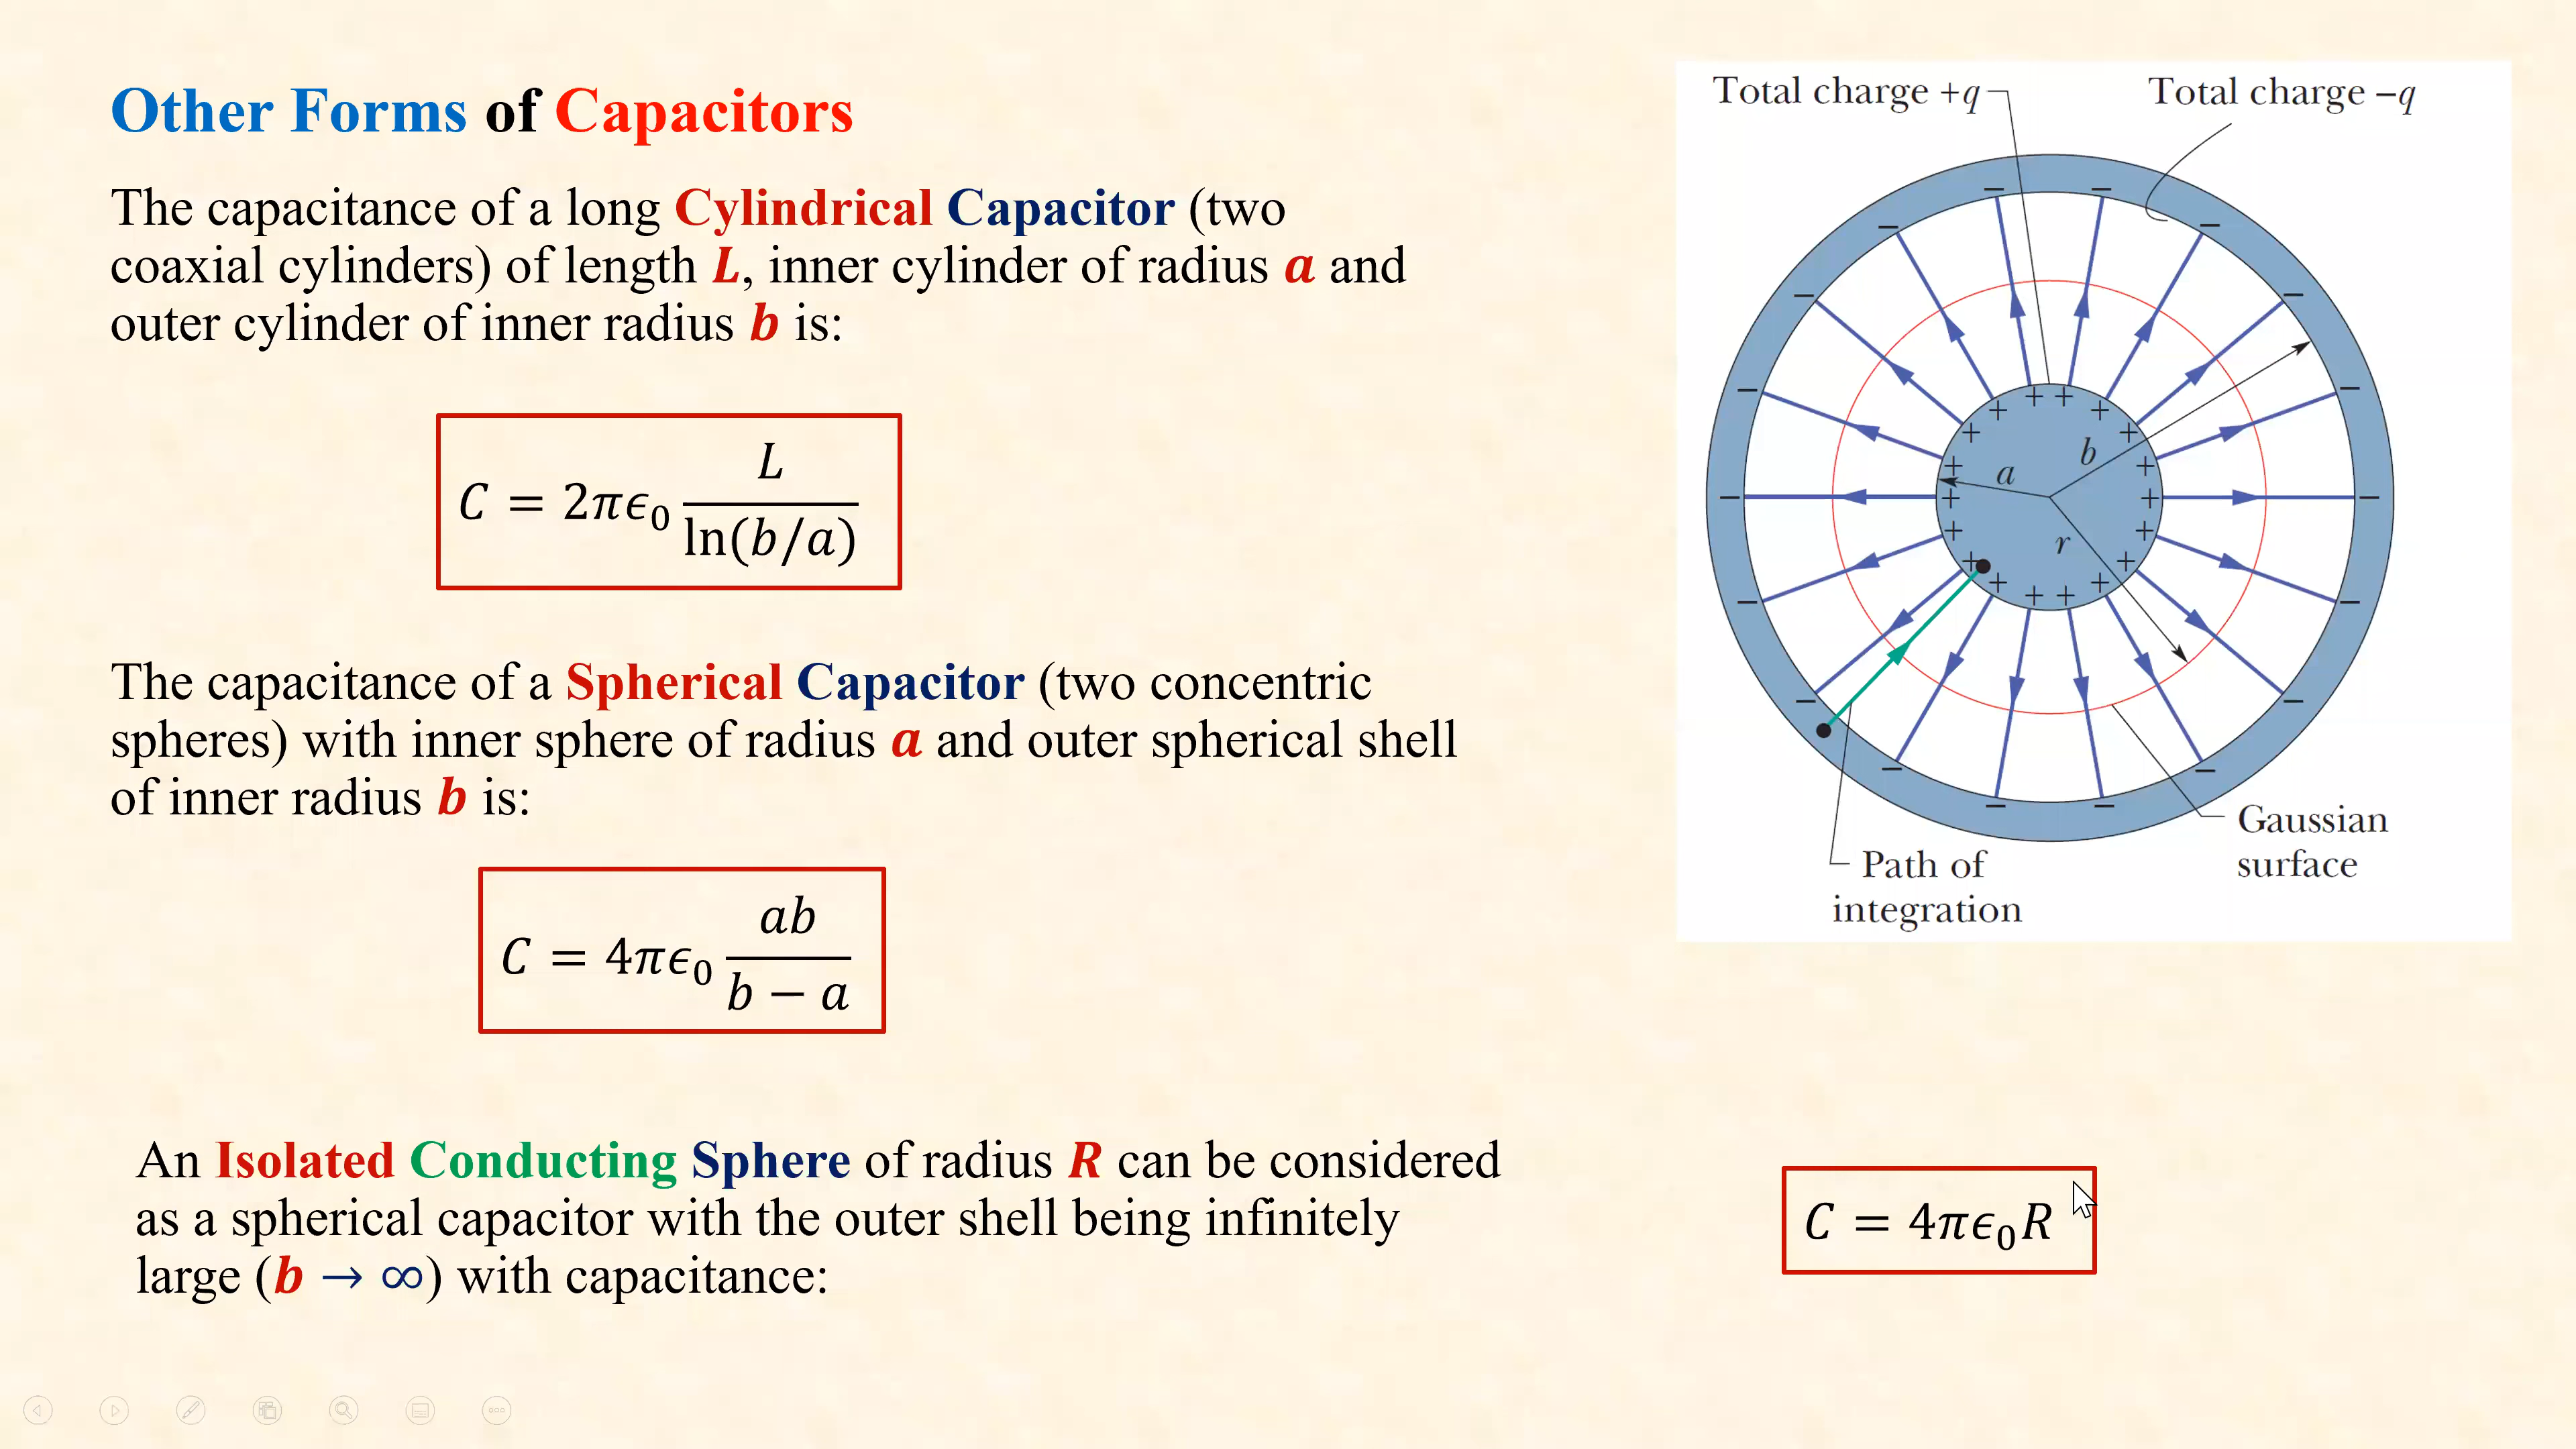 Other Forms of Capacitors
The capacitance of a long Cylindrical Capacitor (two
coaxial cylinders) of length L, inner cylinder of radius a and
outer cylinder of inner radius b is:
C = 2πϵ₀ L / ln(b/a)
The capacitance of a Spherical Capacitor (two concentric
spheres) with inner sphere of radius a and outer spherical shell
of inner radius b is:
C = 4πϵ₀ ab / (b − a)
An Isolated Conducting Sphere of radius R can be considered
as a spherical capacitor with the outer shell being infinitely
large (b → ∞) with capacitance:
C = 4πϵ₀R
Total charge +q
Total charge −q
a
b
r
Path of
integration
Gaussian
surface